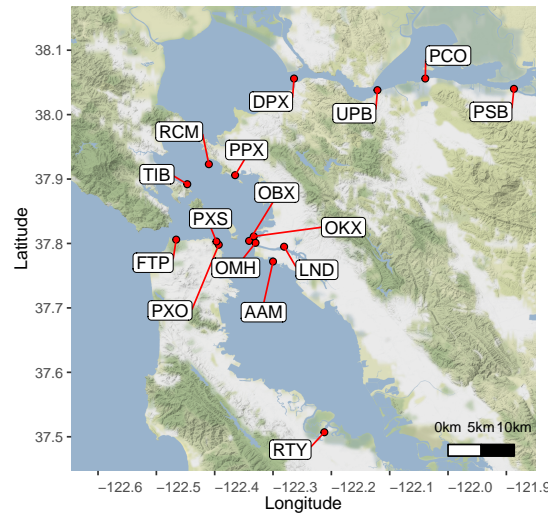 38.1
38.0
37.9
37.8
37.7
37.6
37.5
Latitude
PCO
DPX
UPB
PSB
RCM
PPX
TIB
OBX
PXS
OKX
FTP
OMH
LND
PXO
AAM
RTY
0km 5km 10km
−122.6 −122.5 −122.4 −122.3 −122.2 −122.1 −122.0 −121.9
Longitude